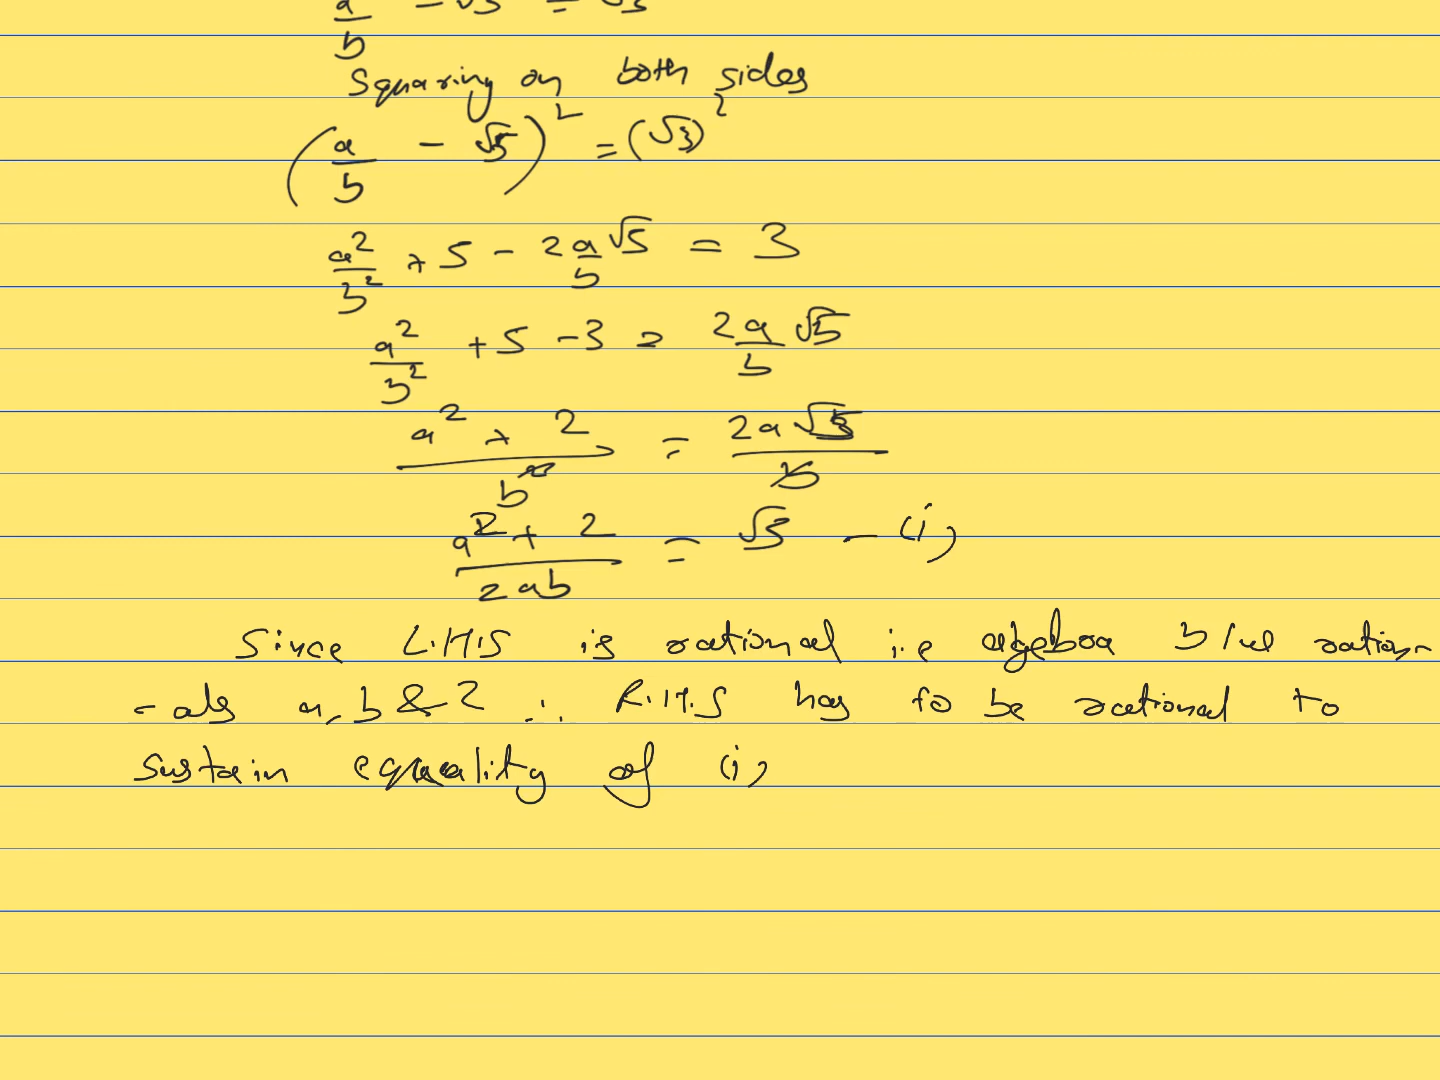 a/b - √5 = √3
Squaring on both sides
(a/b - √5)² = (√3)²
a²/b² + 5 - 2a/b √5 = 3
a²/b² + 5 - 3 = 2a/b √5
a² + 2 / b = 2a√5 / b
a² + 2 / 2ab = √5 - (i)
Since L.H.S is rational i.e algebra b/w ration-
-als a, b & 2 ∴ R.H.S has to be rational to
sustain equality of (i)